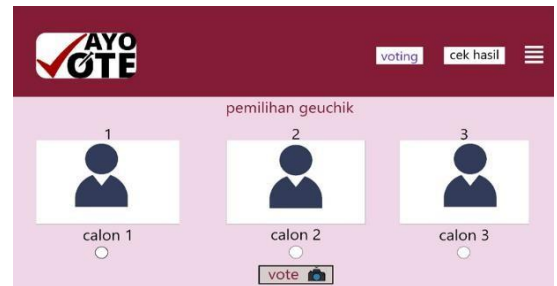 AYO
VOTE
voting cek hasil
pemilihan geuchik
1 2 3
calon 1 calon 2 calon 3
vote